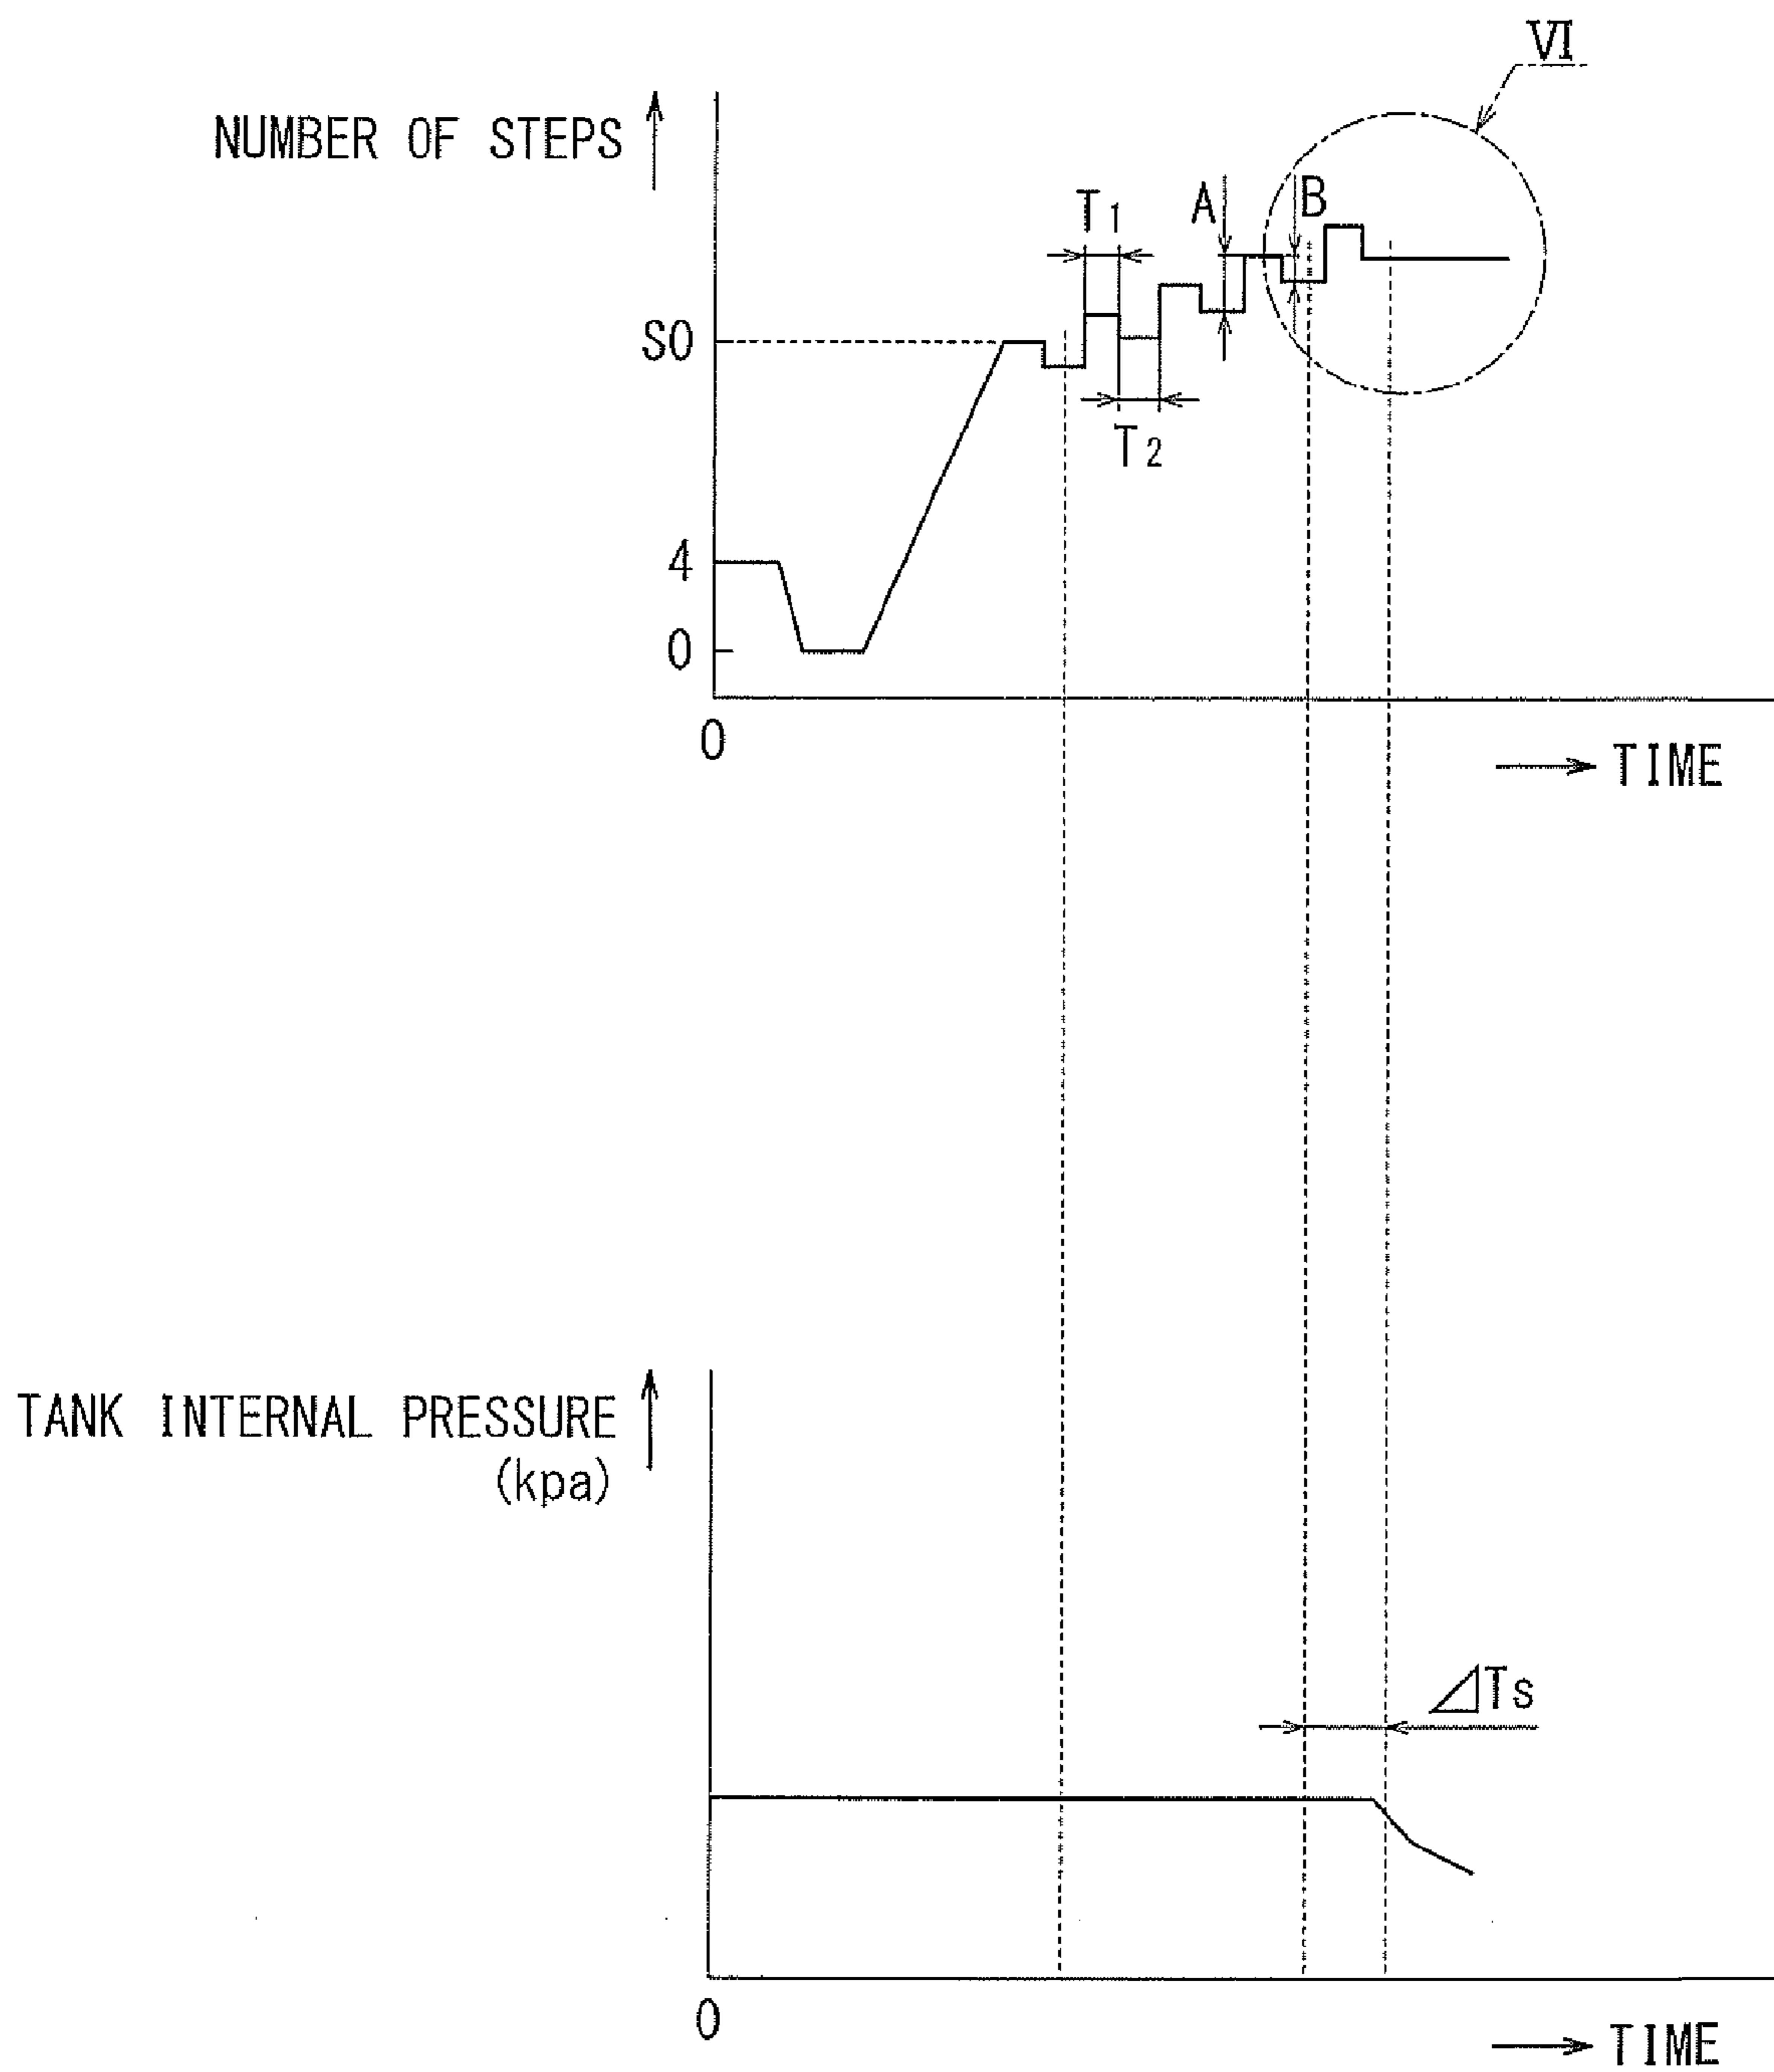 VI
NUMBER OF STEPS
T1
A
B
S0
T2
4
0
0
TIME
TANK INTERNAL PRESSURE
(kpa)
⊿Ts
0
TIME